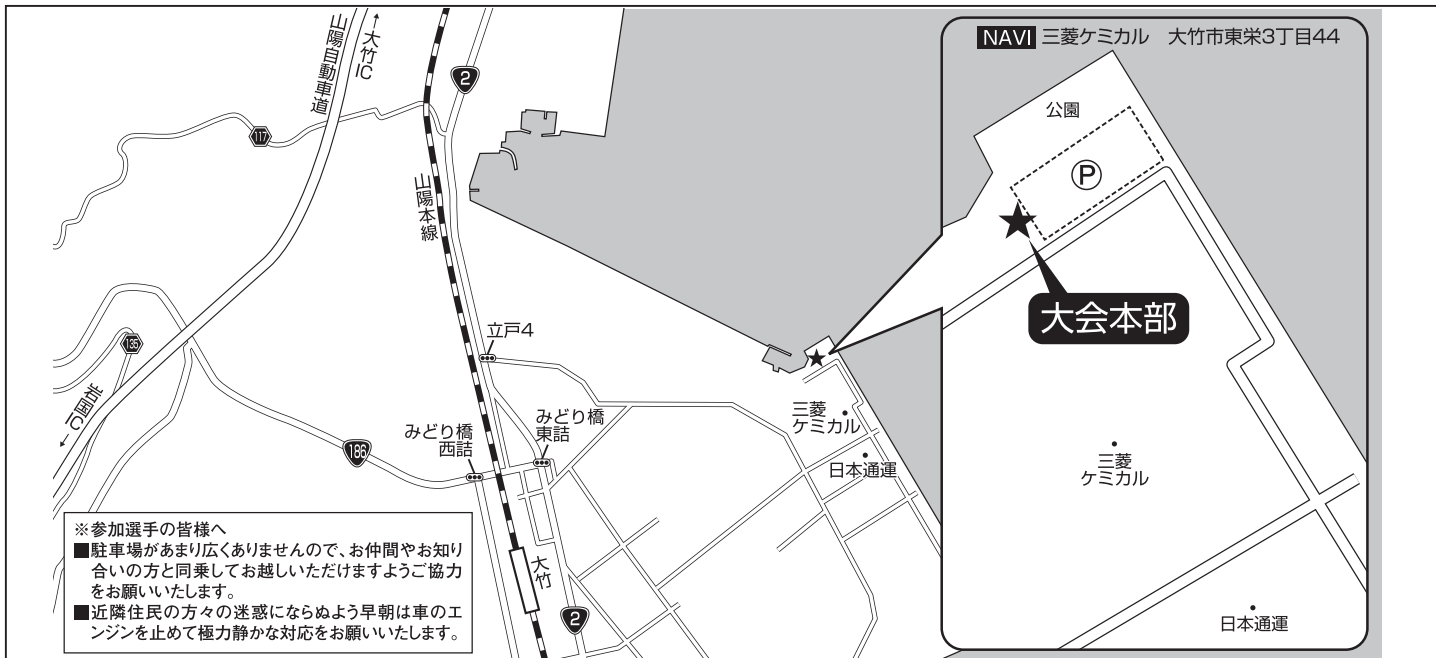 NAVI 三菱ケミカル　大竹市東栄3丁目44
公園
P
大会本部
三菱
ケミカル
日本通運
←大竹IC
山陽自動車道
2
117
山陽本線
立戸4
135
岩国IC→
186
みどり橋
西詰
みどり橋
東詰
三菱
ケミカル
日本通運
大竹
2
※参加選手の皆様へ
■駐車場があまり広くありませんので、お仲間やお知り
合いの方と同乗してお越しいただけますようご協力
をお願いいたします。
■近隣住民の方々の迷惑にならぬよう早朝は車のエ
ンジンを止めて極力静かな対応をお願いいたします。